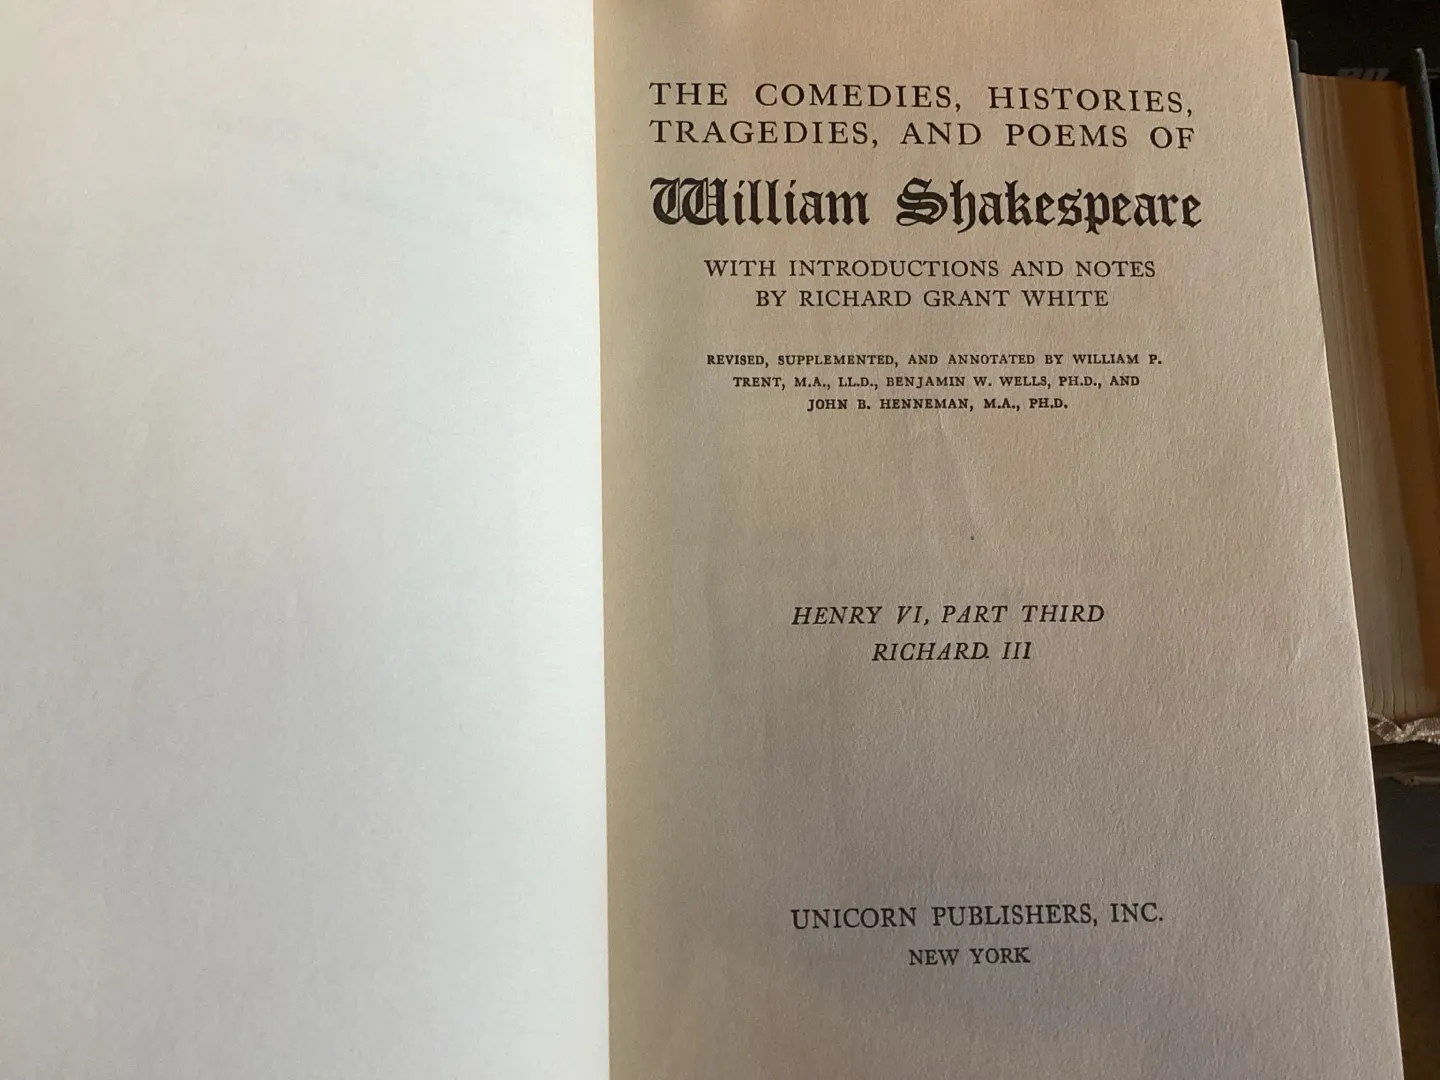 THE COMEDIES, HISTORIES,
TRAGEDIES, AND POEMS OF
William Shakespeare
WITH INTRODUCTIONS AND NOTES
BY RICHARD GRANT WHITE
REVISED, SUPPLEMENTED, AND ANNOTATED BY WILLIAM P.
TRENT, M.A., LL.D., BENJAMIN W. WELLS, PH.D., AND
JOHN B. HENNEMAN, M.A., PH.D.
HENRY VI, PART THIRD
RICHARD III
UNICORN PUBLISHERS, INC.
NEW YORK